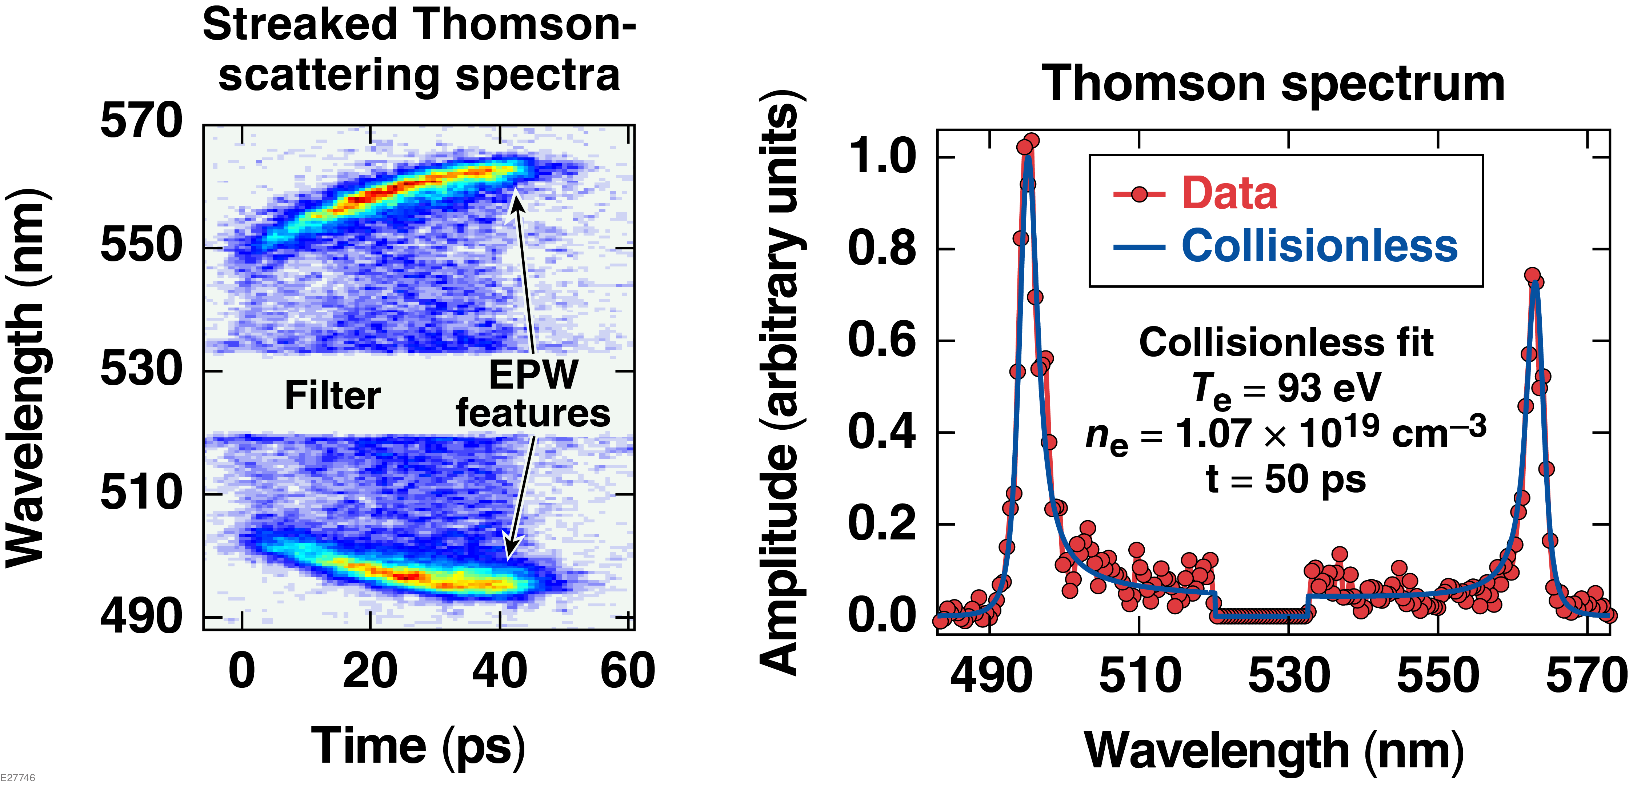 Streaked Thomson-
scattering spectra
Wavelength (nm)
570
550
530
510
490
Filter
EPW
features
0 20 40 60
Time (ps)
E27746
Thomson spectrum
Amplitude (arbitrary units)
1.0
0.8
0.6
0.4
0.2
0.0
Data
Collisionless
Collisionless fit
Te = 93 eV
ne = 1.07 × 10¹⁹ cm⁻³
t = 50 ps
490 510 530 550 570
Wavelength (nm)